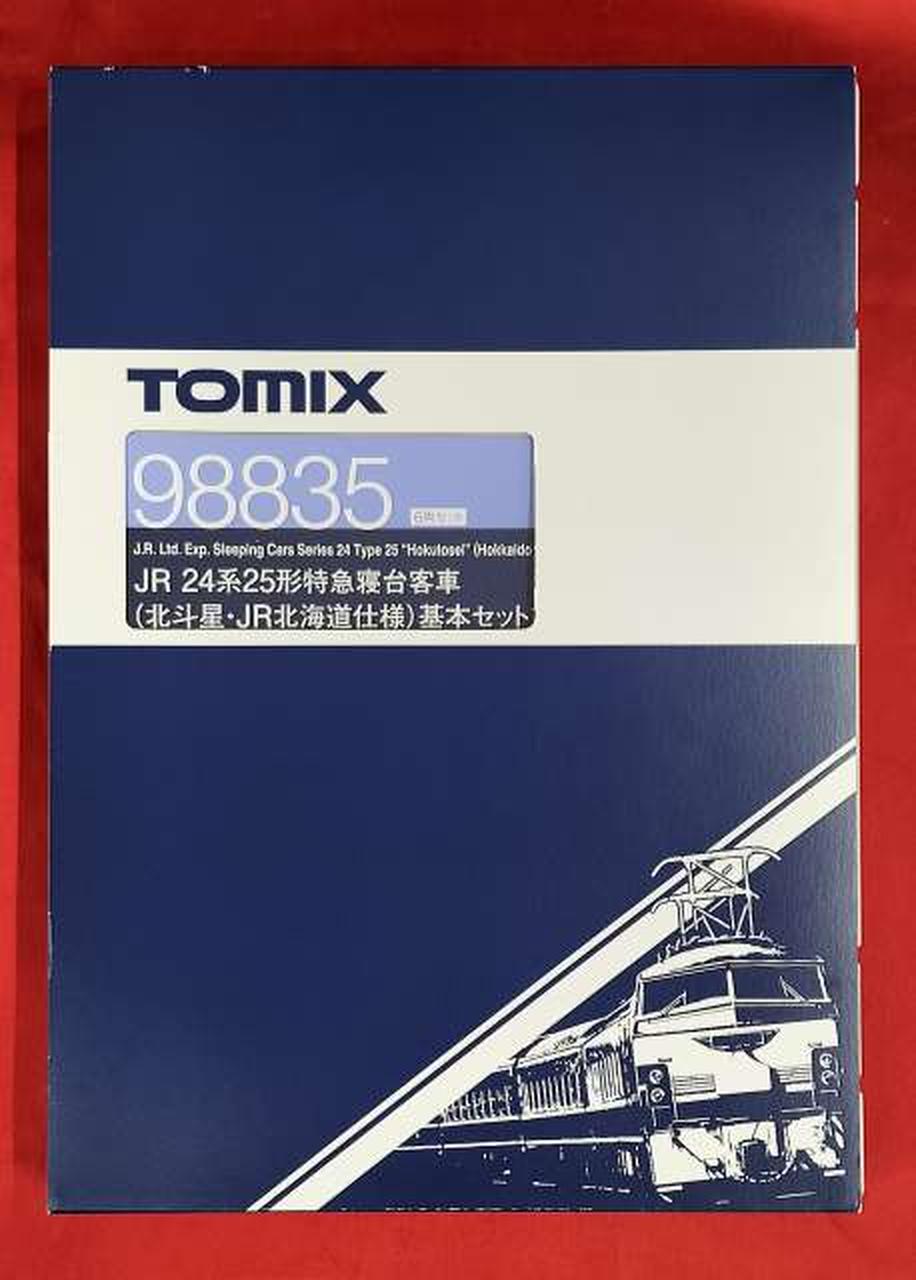 TOMIX
98835
J.R. Ltd. Exp. Sleeping Cars Series 24 Type 25 "Hokutosei" (Hokkaido
JR 24系25形特急寝台客車
(北斗星・JR北海道仕様)基本セット